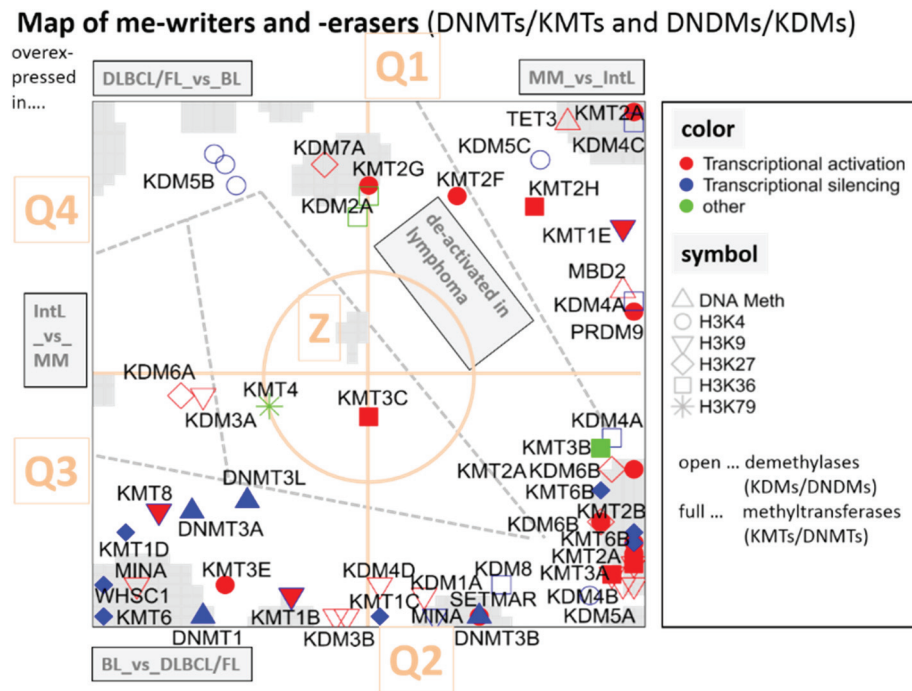 Map of me-writers and -erasers (DNMTs/KMTs and DNDMs/KDMs)
overex-
pressed
in....
DLBCL/FL_vs_BL
Q1
MM_vs_IntL
TET3
KMT2A
KDM4C
KDM5C
KDM7A
KMT2G
KMT2F
KDM5B
KDM2A
KMT2H
Q4
KMT1E
de-activated in
lymphoma
MBD2
KDM4A
PRDM9
Z
IntL
_vs_
MM
KDM6A
KMT4
KDM3A
KMT3C
KDM4A
KMT3B
Q3
KMT2A
KDM6B
DNMT3L
KMT6B
KMT8
KMT2B
DNMT3A
KDM6B
KMT6B
KMT1D
KMT2A
MINA
KMT3E
KDM4D
KDM1A
KDM8
KMT3A
WHSC1
KMT1C
SETMAR
KDM4B
KMT6
KMT1B
MINA
KDM5A
DNMT1
KDM3B
DNMT3B
BL_vs_DLBCL/FL
Q2
color
Transcriptional activation
Transcriptional silencing
other
symbol
DNA Meth
H3K4
H3K9
H3K27
H3K36
H3K79
open ... demethylases
(KDMs/DNDMs)
full ... methyltransferases
(KMTs/DNMTs)